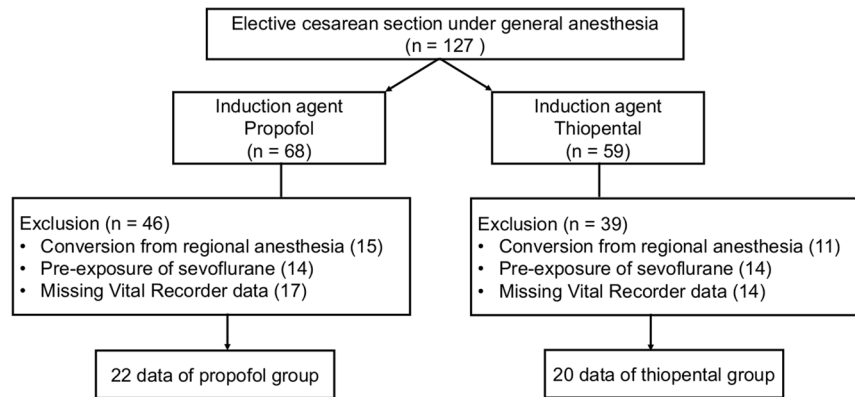 Elective cesarean section under general anesthesia
(n = 127 )
Induction agent
Propofol
(n = 68)
Induction agent
Thiopental
(n = 59)
Exclusion (n = 46)
• Conversion from regional anesthesia (15)
• Pre-exposure of sevoflurane (14)
• Missing Vital Recorder data (17)
Exclusion (n = 39)
• Conversion from regional anesthesia (11)
• Pre-exposure of sevoflurane (14)
• Missing Vital Recorder data (14)
22 data of propofol group
20 data of thiopental group